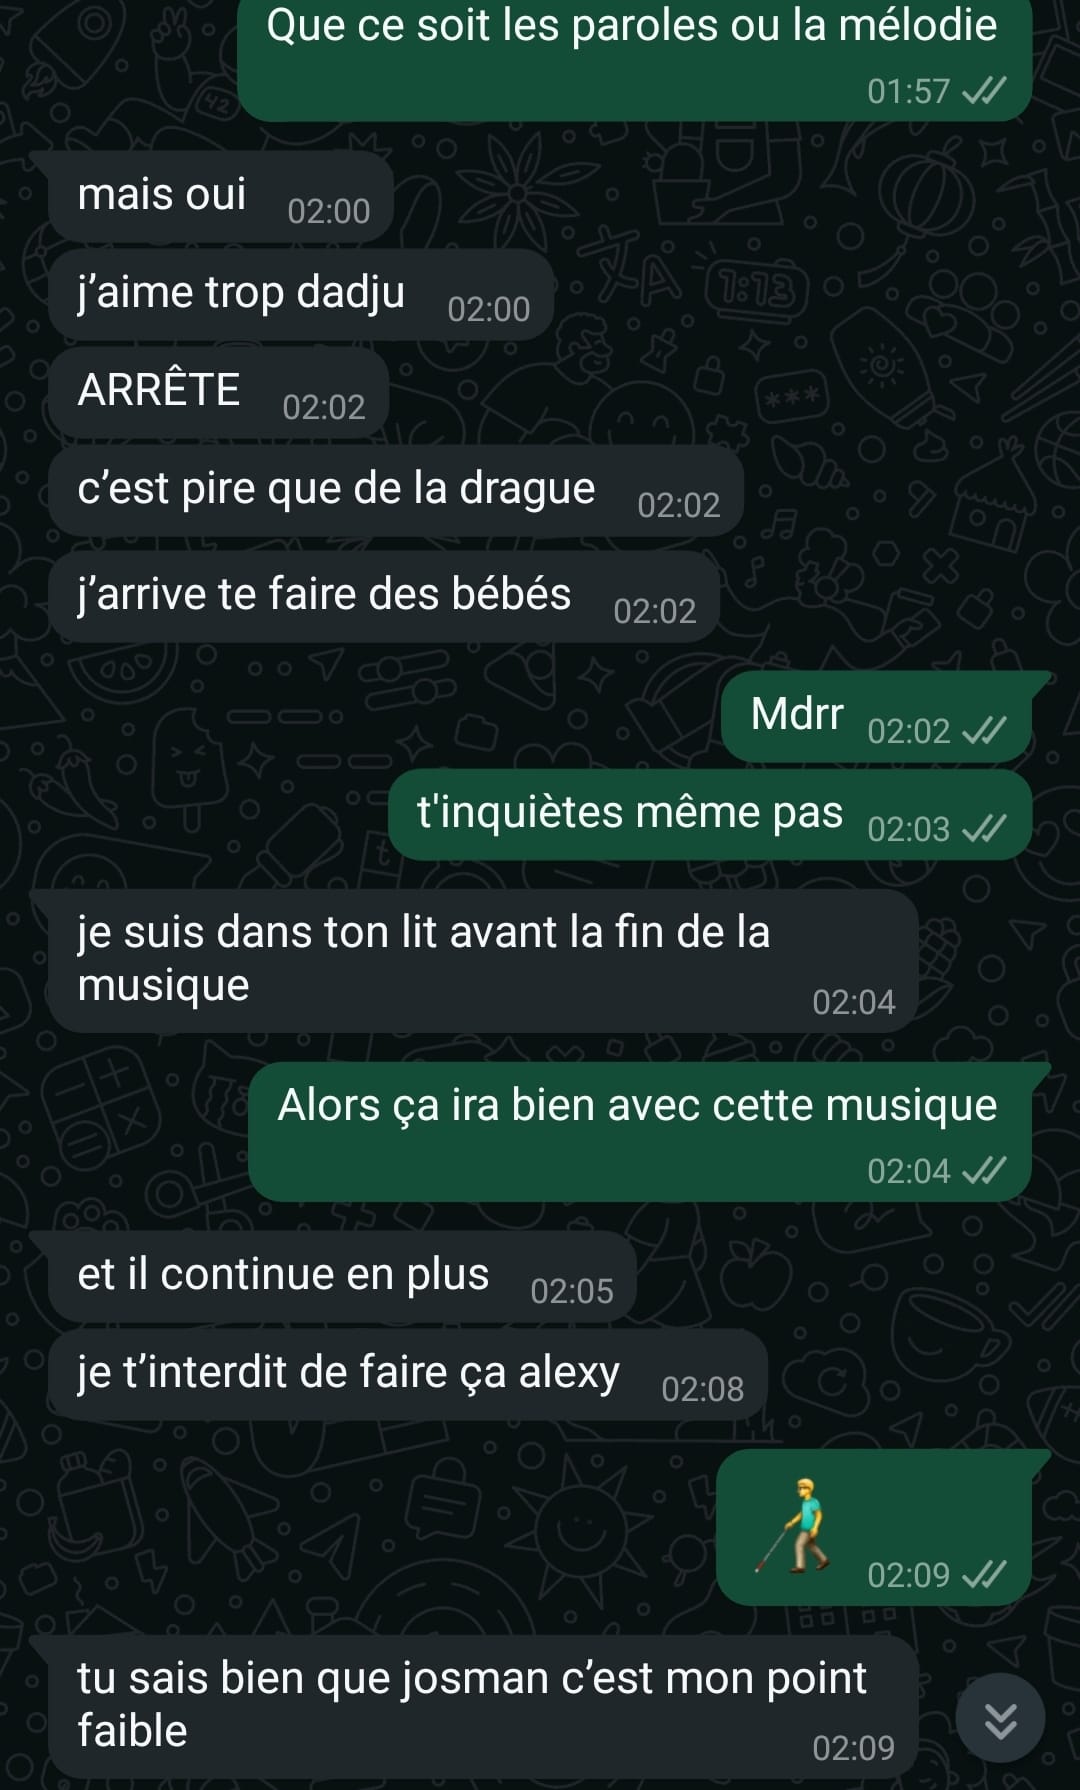 Que ce soit les paroles ou la mélodie
01:57
mais oui 02:00
j’aime trop dadju 02:00
ARRÊTE 02:02
c’est pire que de la drague 02:02
j’arrive te faire des bébés 02:02
Mdrr 02:02
t'inquiètes même pas 02:03
je suis dans ton lit avant la fin de la
musique
02:04
Alors ça ira bien avec cette musique
02:04
et il continue en plus 02:05
je t’interdit de faire ça alexy 02:08
02:09
tu sais bien que josman c’est mon point
faible
02:09